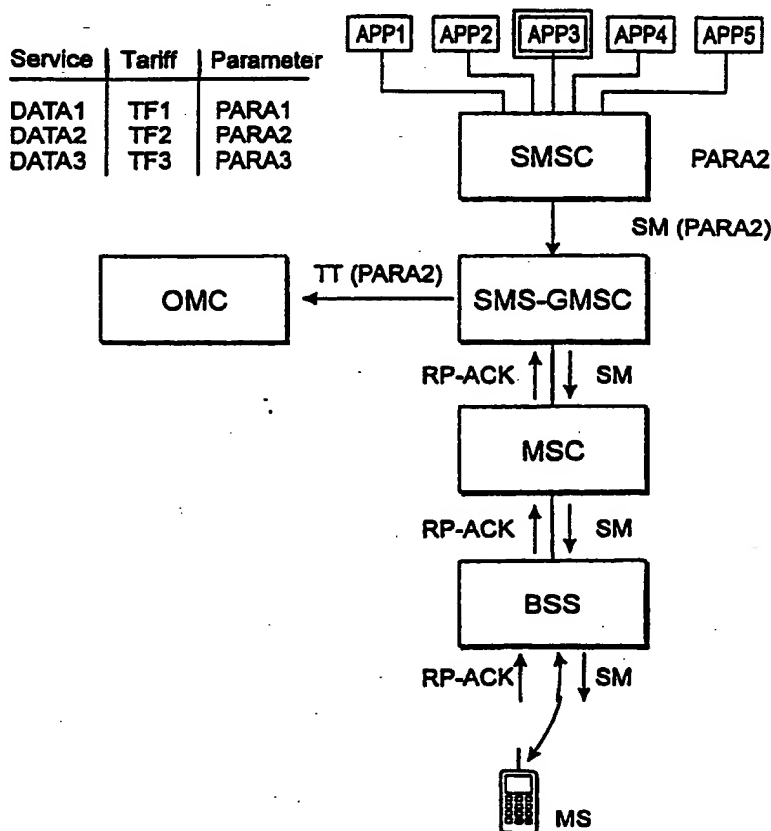 APP1 APP2 APP3 APP4 APP5
Service Tariff Parameter
DATA1 TF1 PARA1
DATA2 TF2 PARA2
DATA3 TF3 PARA3
SMSC PARA2
SM (PARA2)
OMC TT (PARA2) SMS-GMSC
RP-ACK SM
MSC
RP-ACK SM
BSS
RP-ACK SM
MS